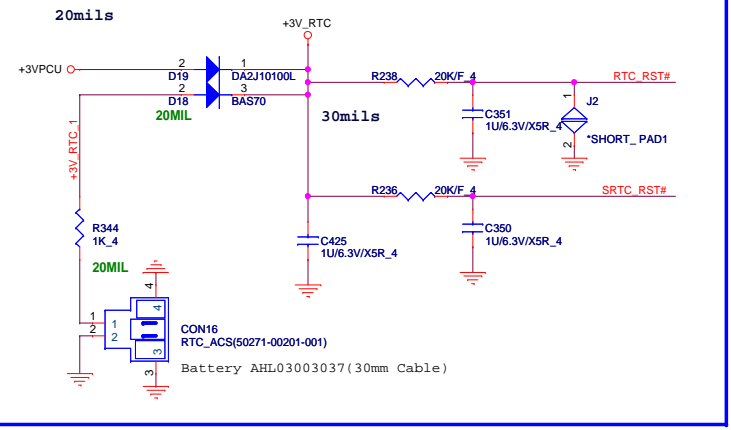 20mils
+3V_RTC
+3VPCU
2
D19
1
DA2J10100L
2
D18
3
BAS70
20MIL
30mils
R238
20K/F_4
RTC_RST#
C351
1U/6.3V/X5R_4
1
J2
2
*SHORT_ PAD1
+3V_RTC_1
R236
20K/F_4
SRTC_RST#
R344
1K_4
C425
1U/6.3V/X5R_4
C350
1U/6.3V/X5R_4
20MIL
4
4
1
1
2
2
CON16
RTC_ACS(50271-00201-001)
3
3
Battery AHL03003037(30mm Cable)